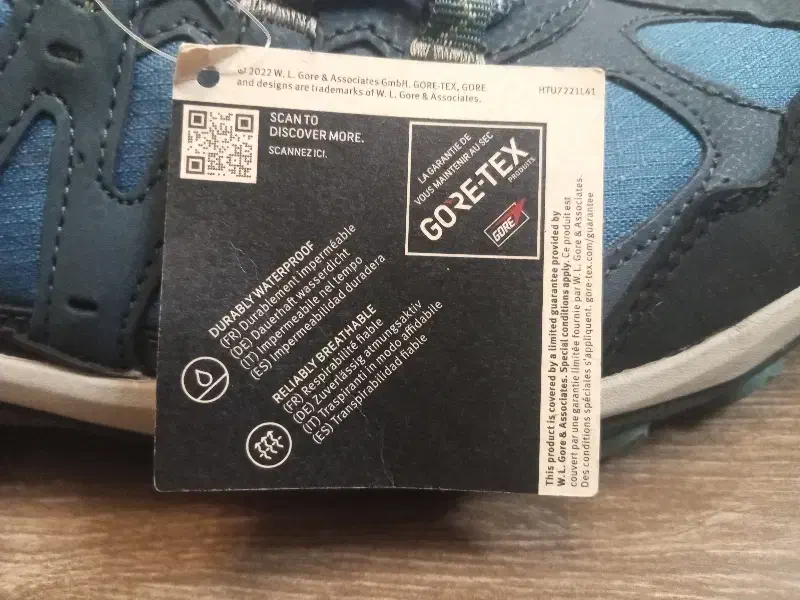 © 2022 W. L. Gore & Associates GmbH. GORE-TEX, GORE
and designs are trademarks of W. L. Gore & Associates.
HTU7221L41
SCAN TO
DISCOVER MORE.
SCANNEZ ICI.
LA GARANTIE DE
VOUS MAINTENIR AU SEC
GORE-TEX
PRODUITS
GORE
DURABLY WATERPROOF
(FR) Durablement imperméable
(DE) Dauerhaft wasserdicht
(IT) Impermeabile nel tempo
(ES) Impermeabilidad duradera
RELIABLY BREATHABLE
(FR) Respirabilité fiable
(DE) Zuverlässig atmungsaktiv
(IT) Traspiranti in modo affidabile
(ES) Transpirabilidad fiable
This product is covered by a limited guarantee provided by
W. L. Gore & Associates. Special conditions apply. Ce produit est
couvert par une garantie limitée fournie par W. L. Gore & Associates.
Des conditions spéciales s'appliquent. gore-tex.com/guarantee